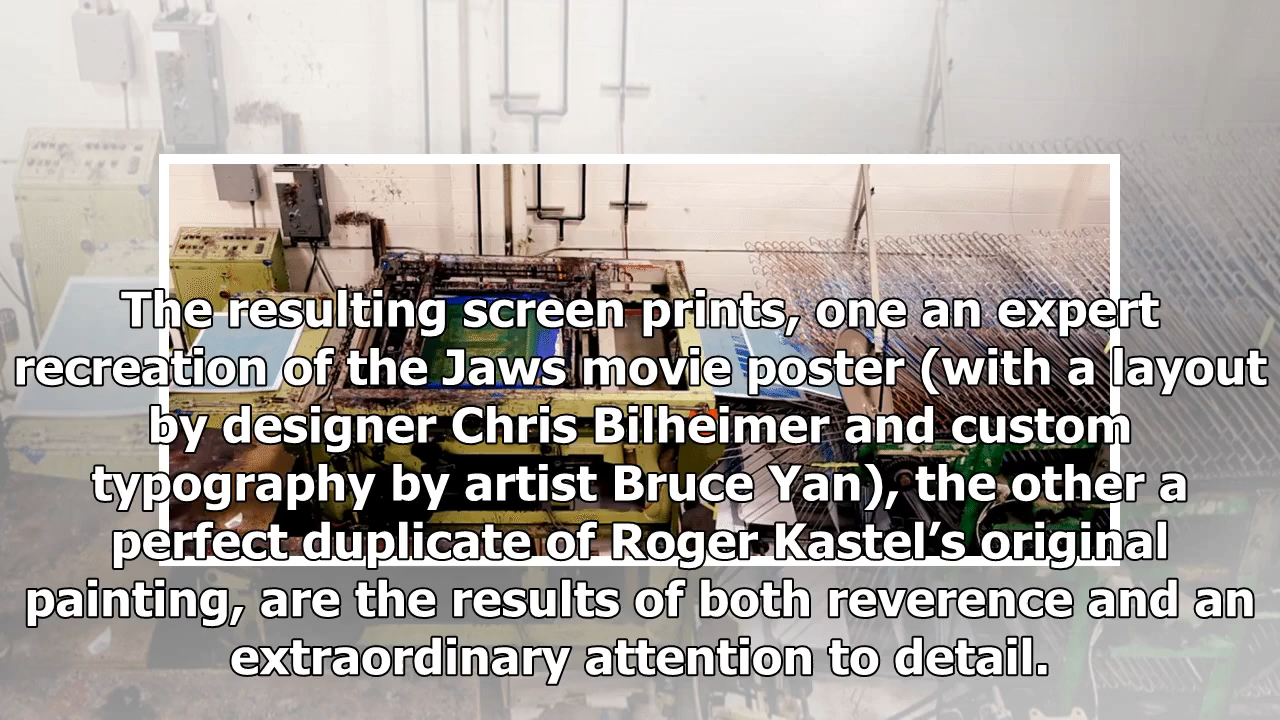 The resulting screen prints, one an expert
recreation of the Jaws movie poster (with a layout
by designer Chris Bilheimer and custom
typography by artist Bruce Yan), the other a
perfect duplicate of Roger Kastel’s original
painting, are the results of both reverence and an
extraordinary attention to detail.